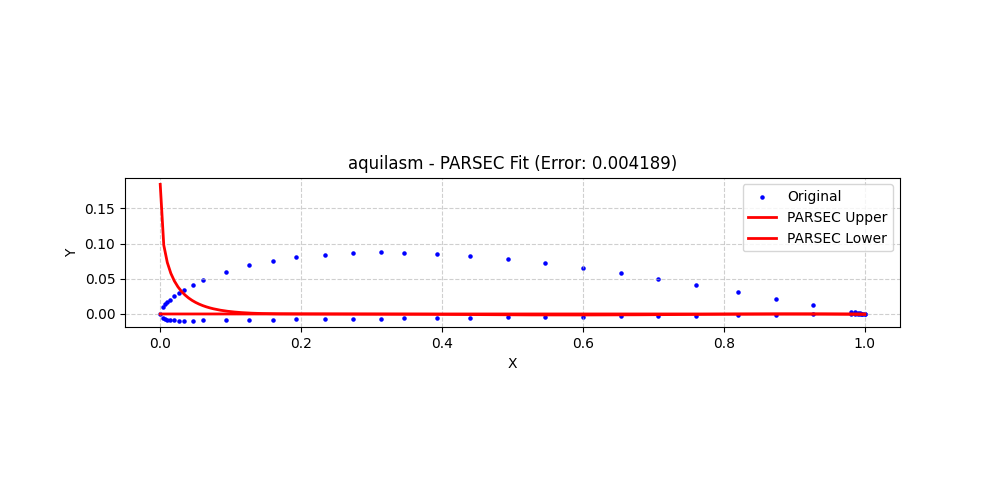 aquilasm - PARSEC Fit (Error: 0.004189)
Original
PARSEC Upper
PARSEC Lower
Y
0.15
0.10
0.05
0.00
0.0 0.2 0.4 0.6 0.8 1.0
X